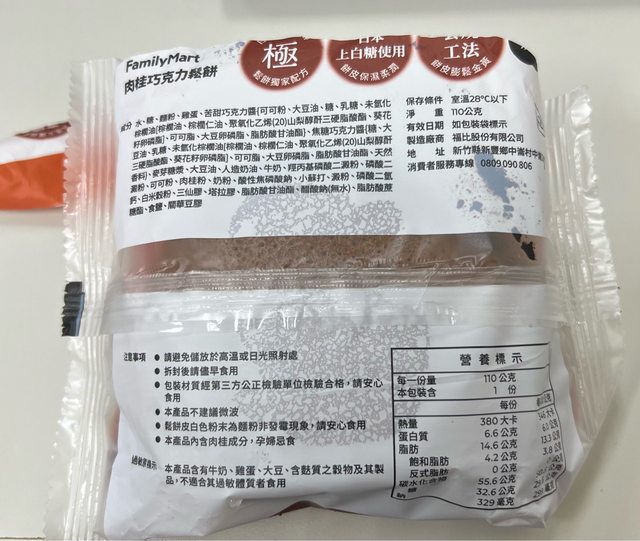 FamilyMart
肉桂巧克力鬆餅
極
鬆餅獨家配方
日本
上白糖使用
餅皮保濕柔潤
工法
餅皮膨鬆金黃
成分 水、糖、麵粉、雞蛋、苦甜巧克力醬{可可粉、大豆油、糖、乳糖、未氫化
棕櫚油[棕櫚油、棕櫚仁油、聚氧化乙烯(20)山梨醇酐三硬脂酸酯、葵花
籽卵磷脂]、可可脂、大豆卵磷脂、脂肪酸甘油酯}、焦糖巧克力醬{糖、大
豆油、乳糖、未氫化棕櫚油[棕櫚油、棕櫚仁油、聚氧化乙烯(20)山梨醇酐
三硬脂酸酯、葵花籽卵磷脂]、可可脂、大豆卵磷脂、脂肪酸甘油酯、天然
香料}、麥芽糖漿、大豆油、人造奶油、牛奶、羥丙基磷酸二澱粉、磷酸二
澱粉、可可粉、肉桂粉、奶粉、酸性焦磷酸鈉、小蘇打、澱粉、磷酸二氫
鈣、白米穀粉、三仙膠、塔拉膠、脂肪酸甘油酯、醋酸鈉(無水)、脂肪酸蔗
糖酯、食鹽、關華豆膠
保存條件 室溫28°C以下
淨 重 110公克
有效日期 如包裝袋標示
製造廠商 福比股份有限公司
地 址 新竹縣新豐鄉中崙村中
消費者服務專線 0809 090 806
注意事項 ● 請避免儲放於高溫或日光照射處
● 拆封後請儘早食用
● 包裝材質經第三方公正檢驗單位檢驗合格，請安心
食用
● 本產品不建議微波
● 鬆餅皮白色粉末為麵粉非發霉現象，請安心食用
● 本產品內含肉桂成分，孕婦忌食
過敏原標示：本產品含有牛奶、雞蛋、大豆、含麩質之穀物及其製
品，不適合其過敏體質者食用
營養標示
每一份量 110 公克
本包裝含 1 份
每份
熱量 380 大卡
蛋白質 6.6 公克
脂肪 14.6 公克
飽和脂肪 4.2 公克 3.8
反式脂肪 0 公克
碳水化合物 55.6 公克
糖 32.6 公克
鈉 329 毫克